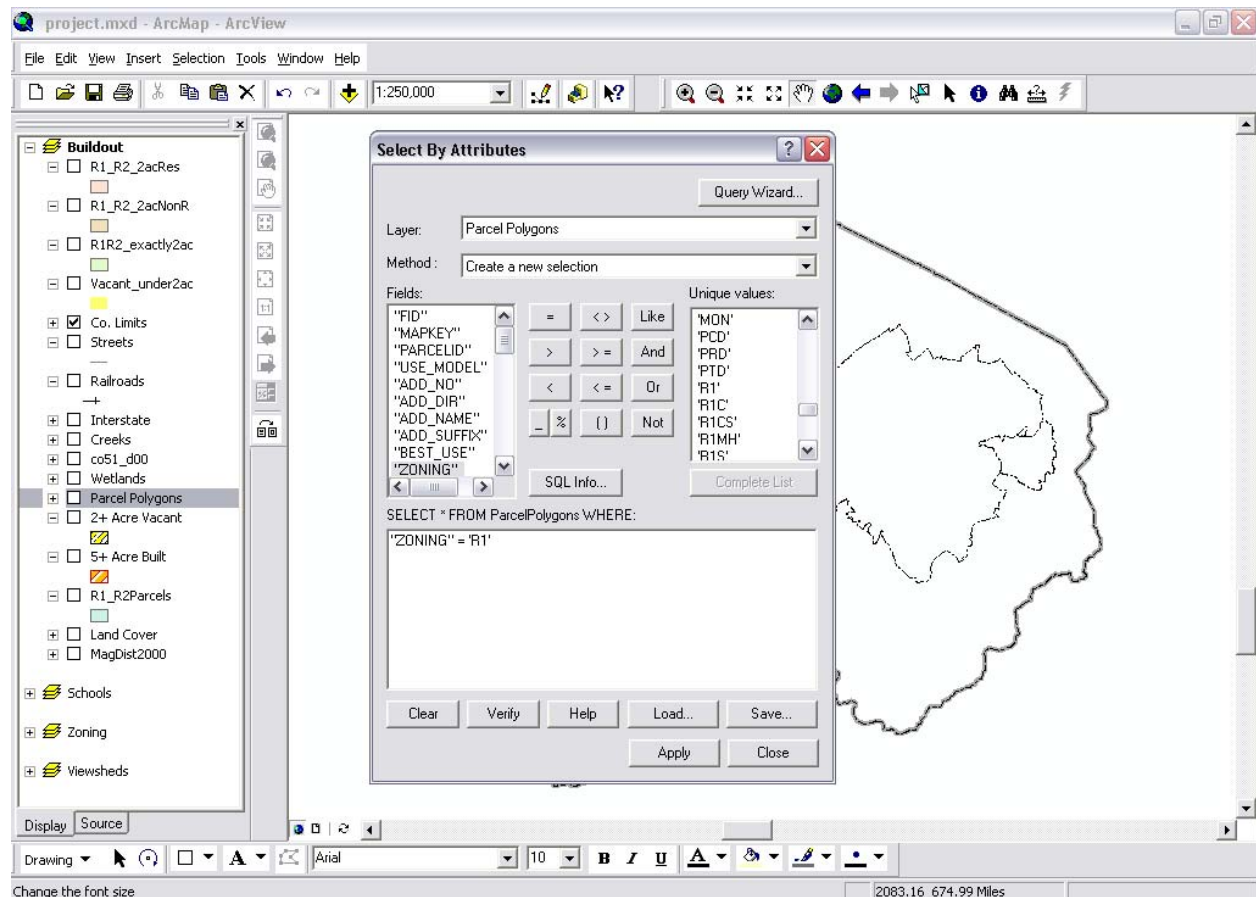 project.mxd - ArcMap - ArcView
File Edit View Insert Selection Tools Window Help
1:250,000
Buildout
R1_R2_2acRes
R1_R2_2acNonR
R1R2_exactly2ac
Vacant_under2ac
Co. Limits
Streets
Railroads
Interstate
Creeks
co51_d00
Wetlands
Parcel Polygons
2+ Acre Vacant
5+ Acre Built
R1_R2Parcels
Land Cover
MagDist2000
Schools
Zoning
Viewsheds
Display Source
Select By Attributes
Query Wizard...
Layer: Parcel Polygons
Method : Create a new selection
Fields:
"FID"
"MAPKEY"
"PARCELID"
"USE_MODEL"
"ADD_NO"
"ADD_DIR"
"ADD_NAME"
"ADD_SUFFIX"
"BEST_USE"
"ZONING"
= < > Like
> > = And
< < = Or
_ % ( ) Not
SQL Info...
Unique values:
'MON'
'PCD'
'PRD'
'PTD'
'R1'
'R1C'
'R1CS'
'R1MH'
'R1S'
Complete List
SELECT * FROM ParcelPolygons WHERE:
"ZONING" = 'R1'
Clear Verify Help Load... Save...
Apply Close
Drawing A Arial 10 B I U A
Change the font size
2083.16 674.99 Miles